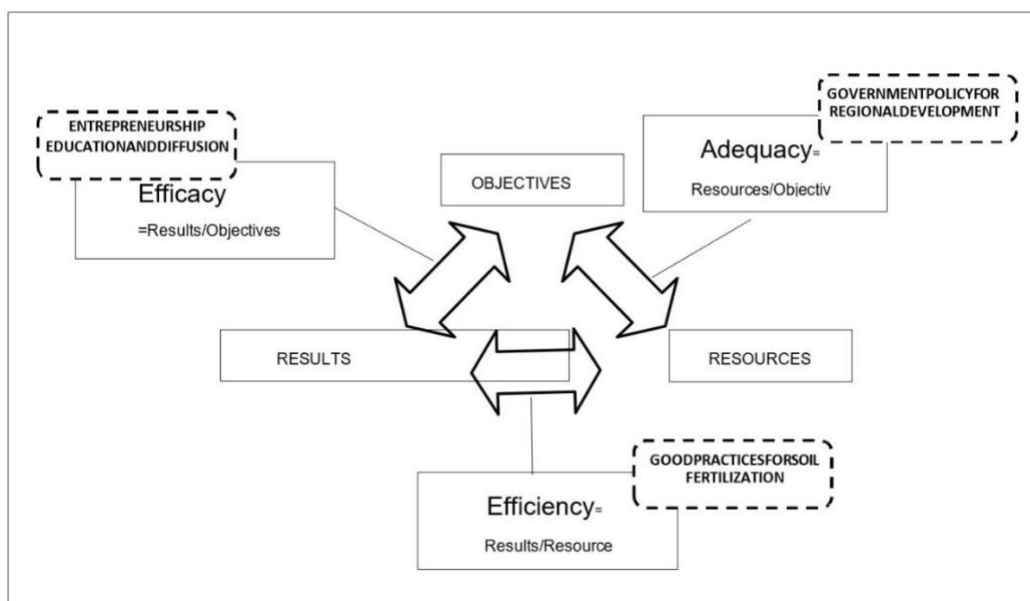 GOVERNMENTPOLICYFOR
REGIONALDEVELOPMENT
ENTREPRENEURSHIP
EDUCATIONANDDIFFUSION
Adequacy=
Resources/Objectiv
OBJECTIVES
Efficacy
=Results/Objectives
RESULTS
RESOURCES
GOODPRACTICESFORSOIL
FERTILIZATION
Efficiency=
Results/Resource